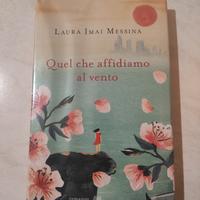 Laura Imai Messina
Quel che affidiamo
al vento